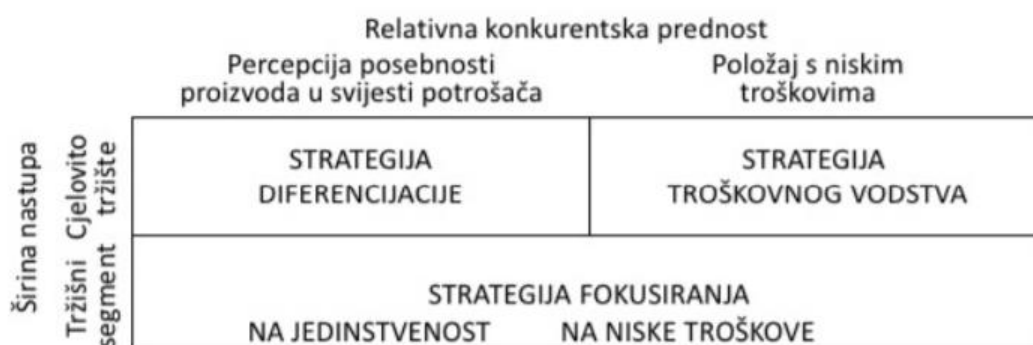 Relativna konkurentska prednost
Percepcija posebnosti
proizvoda u svijesti potrošača
Položaj s niskim
troškovima
Širina nastupa
Cjelovito
tržište
STRATEGIJA
DIFERENCIJACIJE
STRATEGIJA
TROŠKOVNOG VODSTVA
Tržišni
segment
STRATEGIJA FOKUSIRANJA
NA JEDINSTVENOST NA NISKE TROŠKOVE